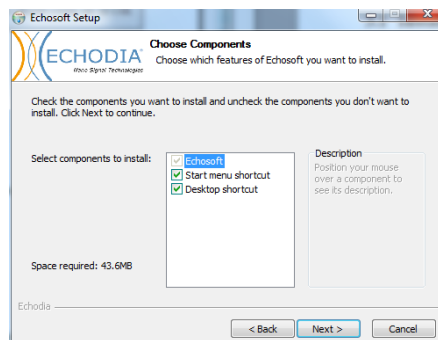 Echosoft Setup
ECHODIA
Nano Signal Technologies
Choose Components
Choose which features of Echosoft you want to install.
Check the components you want to install and uncheck the components you don't want to
install. Click Next to continue.
Select components to install:
Echosoft
Start menu shortcut
Desktop shortcut
Description
Position your mouse
over a component to
see its description.
Space required: 43.6MB
Echodia
< Back
Next >
Cancel